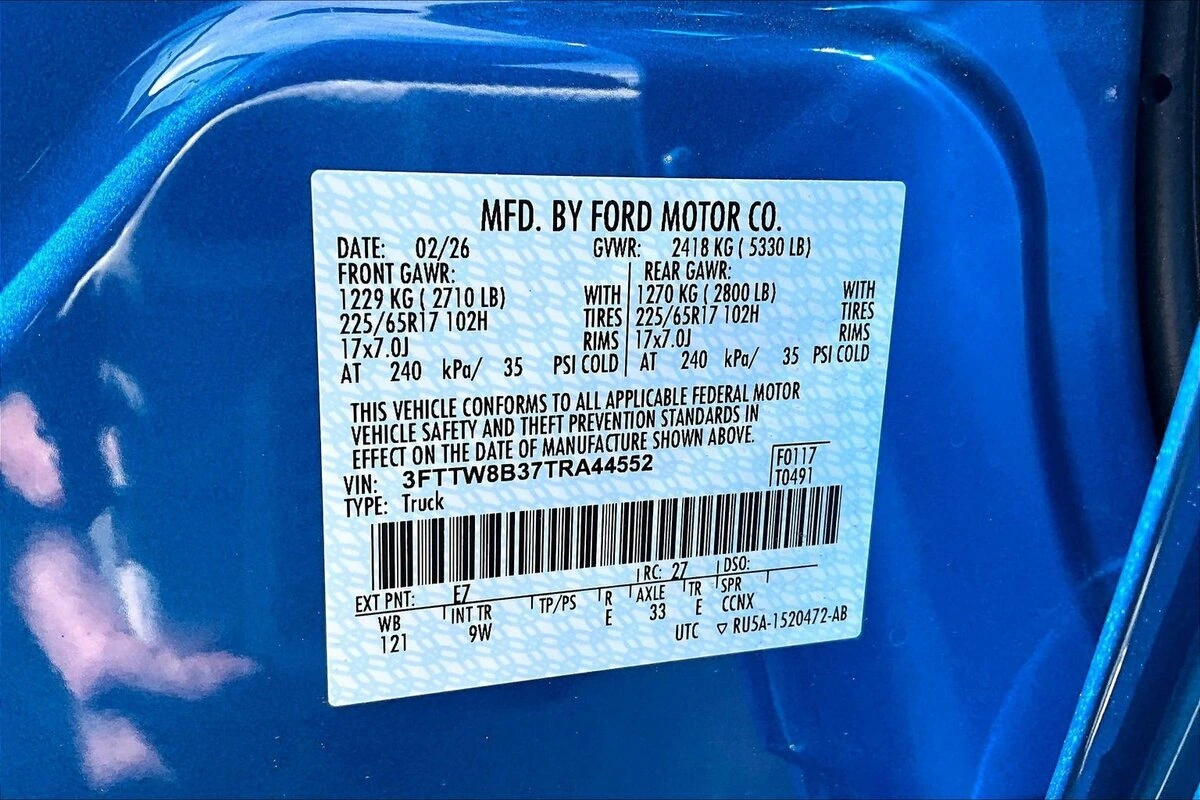 MFD. BY FORD MOTOR CO.
DATE: 02/26 GVWR: 2418 KG ( 5330 LB)
FRONT GAWR: REAR GAWR:
1229 KG ( 2710 LB) WITH 1270 KG ( 2800 LB) WITH
225/65R17 102H TIRES 225/65R17 102H TIRES
17x7.0J RIMS 17x7.0J RIMS
AT 240 kPa/ 35 PSI COLD AT 240 kPa/ 35 PSI COLD
THIS VEHICLE CONFORMS TO ALL APPLICABLE FEDERAL MOTOR
VEHICLE SAFETY AND THEFT PREVENTION STANDARDS IN
EFFECT ON THE DATE OF MANUFACTURE SHOWN ABOVE.
VIN: 3FTTW8B37TRA44552 F0117
TYPE: Truck T0491
EXT PNT: E7 RC: 27 DSO:
WB INT TR TP/PS R AXLE TR SPR
121 9W E 33 E CCNX
UTC ▽ RU5A-1520472-AB